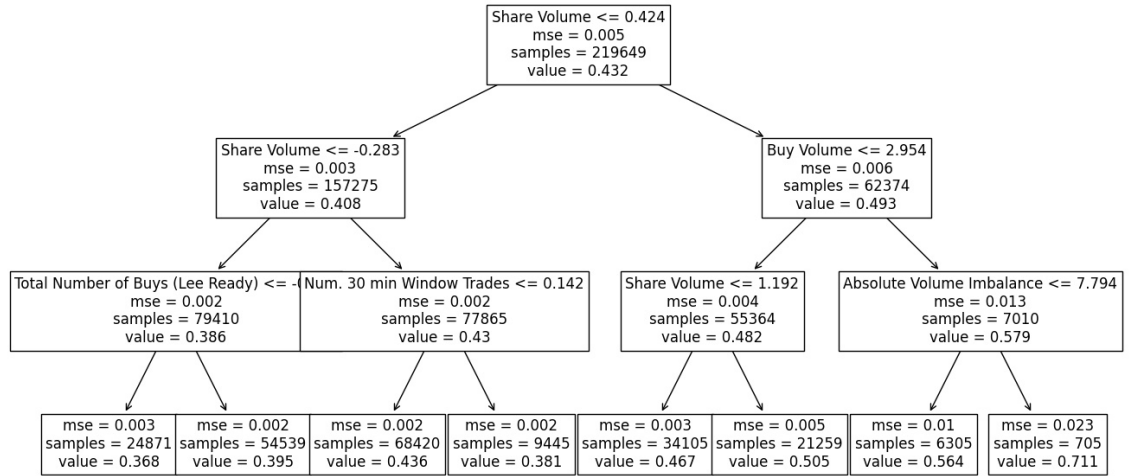 Share Volume <= 0.424
mse = 0.005
samples = 219649
value = 0.432
Share Volume <= -0.283
mse = 0.003
samples = 157275
value = 0.408
Buy Volume <= 2.954
mse = 0.006
samples = 62374
value = 0.493
Total Number of Buys (Lee Ready) <=
mse = 0.002
samples = 79410
value = 0.386
Num. 30 min Window Trades <= 0.142
mse = 0.002
samples = 77865
value = 0.43
Share Volume <= 1.192
mse = 0.004
samples = 55364
value = 0.482
Absolute Volume Imbalance <= 7.794
mse = 0.013
samples = 7010
value = 0.579
mse = 0.003
samples = 24871
value = 0.368
mse = 0.002
samples = 54539
value = 0.395
mse = 0.002
samples = 68420
value = 0.436
mse = 0.002
samples = 9445
value = 0.381
mse = 0.003
samples = 34105
value = 0.467
mse = 0.005
samples = 21259
value = 0.505
mse = 0.01
samples = 6305
value = 0.564
mse = 0.023
samples = 705
value = 0.711